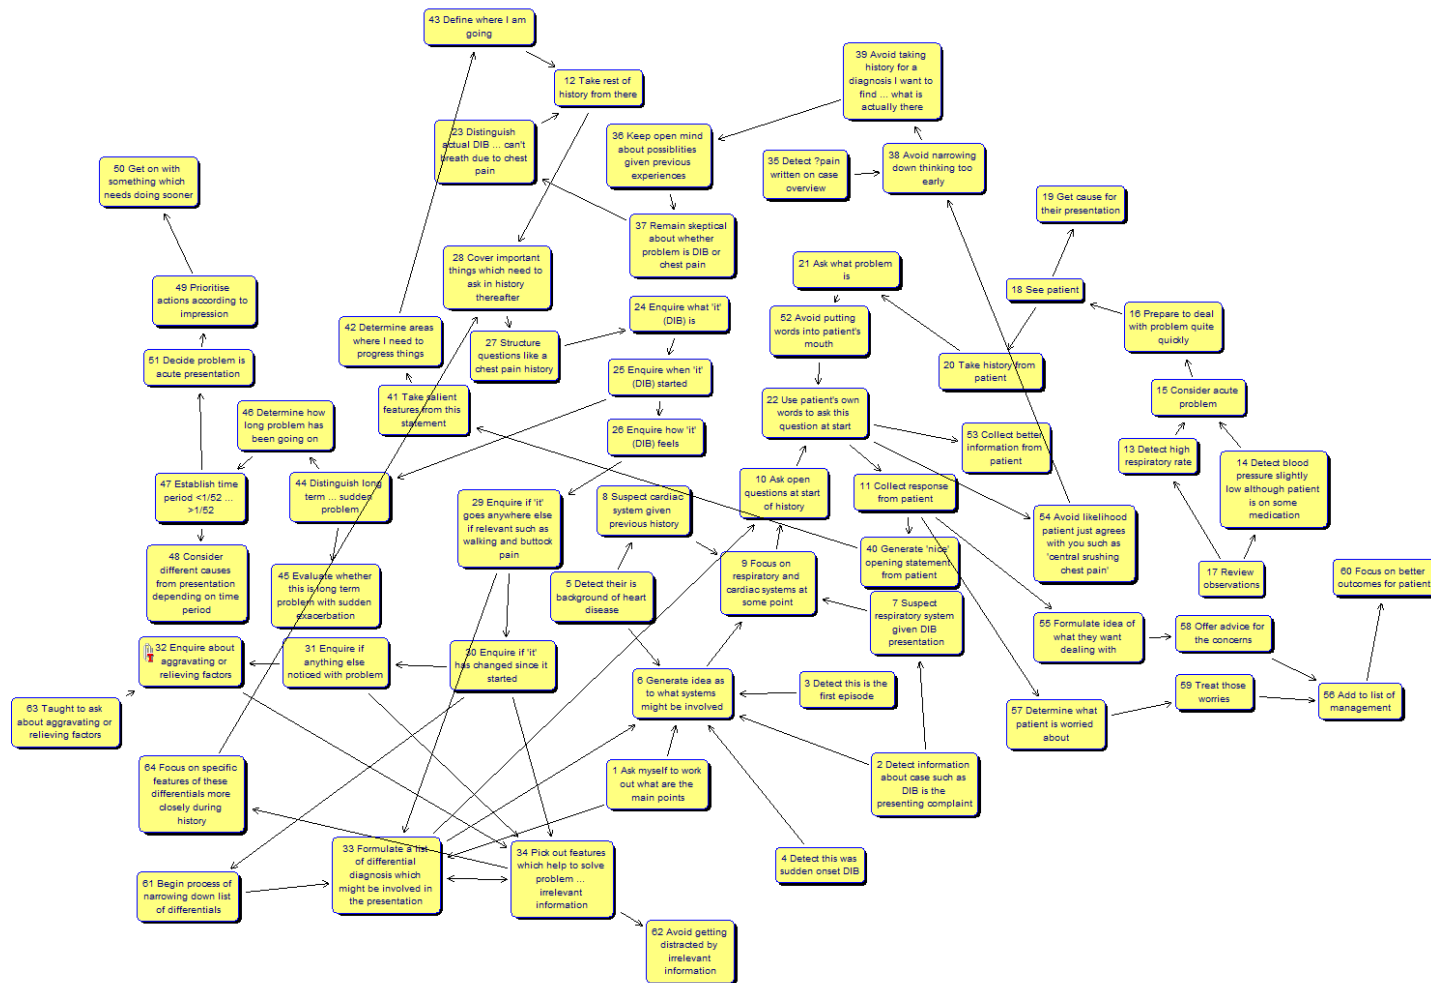 43 Define where I am
going
12 Take rest of
history from there
39 Avoid taking
history for a
diagnosis I want to
find ... what is
actually there
23 Distinguish
actual DIB ... can't
breath due to chest
pain
36 Keep open mind
about possiblities
given previous
experiences
35 Detect ?pain
written on case
overview
38 Avoid narrowing
down thinking too
early
50 Get on with
something which
needs doing sooner
19 Get cause for
their presentation
37 Remain skeptical
about whether
problem is DIB or
chest pain
28 Cover important
things which need to
ask in history
thereafter
21 Ask what problem
is
18 See patient
49 Prioritise
actions according to
impression
24 Enquire what 'it'
(DIB) is
52 Avoid putting
words into patient's
mouth
16 Prepare to deal
with problem quite
quickly
42 Determine areas
where I need to
progress things
27 Structure
questions like a
chest pain history
51 Decide problem is
acute presentation
25 Enquire when 'it'
(DIB) started
20 Take history from
patient
15 Consider acute
problem
41 Take salient
features from this
statement
22 Use patient's own
words to ask this
question at start
46 Determine how
long problem has
been going on
26 Enquire how 'it'
(DIB) feels
53 Collect better
information from
patient
13 Detect high
respiratory rate
14 Detect blood
pressure slightly
low although patient
is on some
medication
47 Establish time
period <1/52 ...
>1/52
44 Distinguish long
term ... sudden
problem
10 Ask open
questions at start
of history
11 Collect response
from patient
29 Enquire if 'it'
goes anywhere else
if relevant such as
walking and buttock
pain
8 Suspect cardiac
system given
previous history
54 Avoid likelihood
patient just agrees
with you such as
'central srushing
chest pain'
48 Consider
different causes
from presentation
depending on time
period
40 Generate 'nice'
opening statement
from patient
9 Focus on
respiratory and
cardiac systems at
some point
45 Evaluate whether
this is long term
problem with sudden
exacerbation
5 Detect their is
background of heart
disease
17 Review
observations
60 Focus on better
outcomes for patient
7 Suspect
respiratory system
given DIB
presentation
55 Formulate idea of
what they want
dealing with
58 Offer advice for
the concerns
32 Enquire about
aggravating or
relieving factors
31 Enquire if
anything else
noticed with problem
30 Enquire if 'it'
has changed since it
started
6 Generate idea as
to what systems
might be involved
3 Detect this is the
first episode
59 Treat those
worries
56 Add to list of
management
63 Taught to ask
about aggravating or
relieving factors
57 Determine what
patient is worried
about
64 Focus on specific
features of these
differentials more
closely during
history
1 Ask myself to work
out what are the
main points
2 Detect information
about case such as
DIB is the
presenting complaint
33 Formulate a list
of differential
diagnosis which
might be involved in
the presentation
34 Pick out features
which help to solve
problem ...
irrelevant
information
4 Detect this was
sudden onset DIB
61 Begin process of
narrowing down list
of differentials
62 Avoid getting
distracted by
irrelevant
information